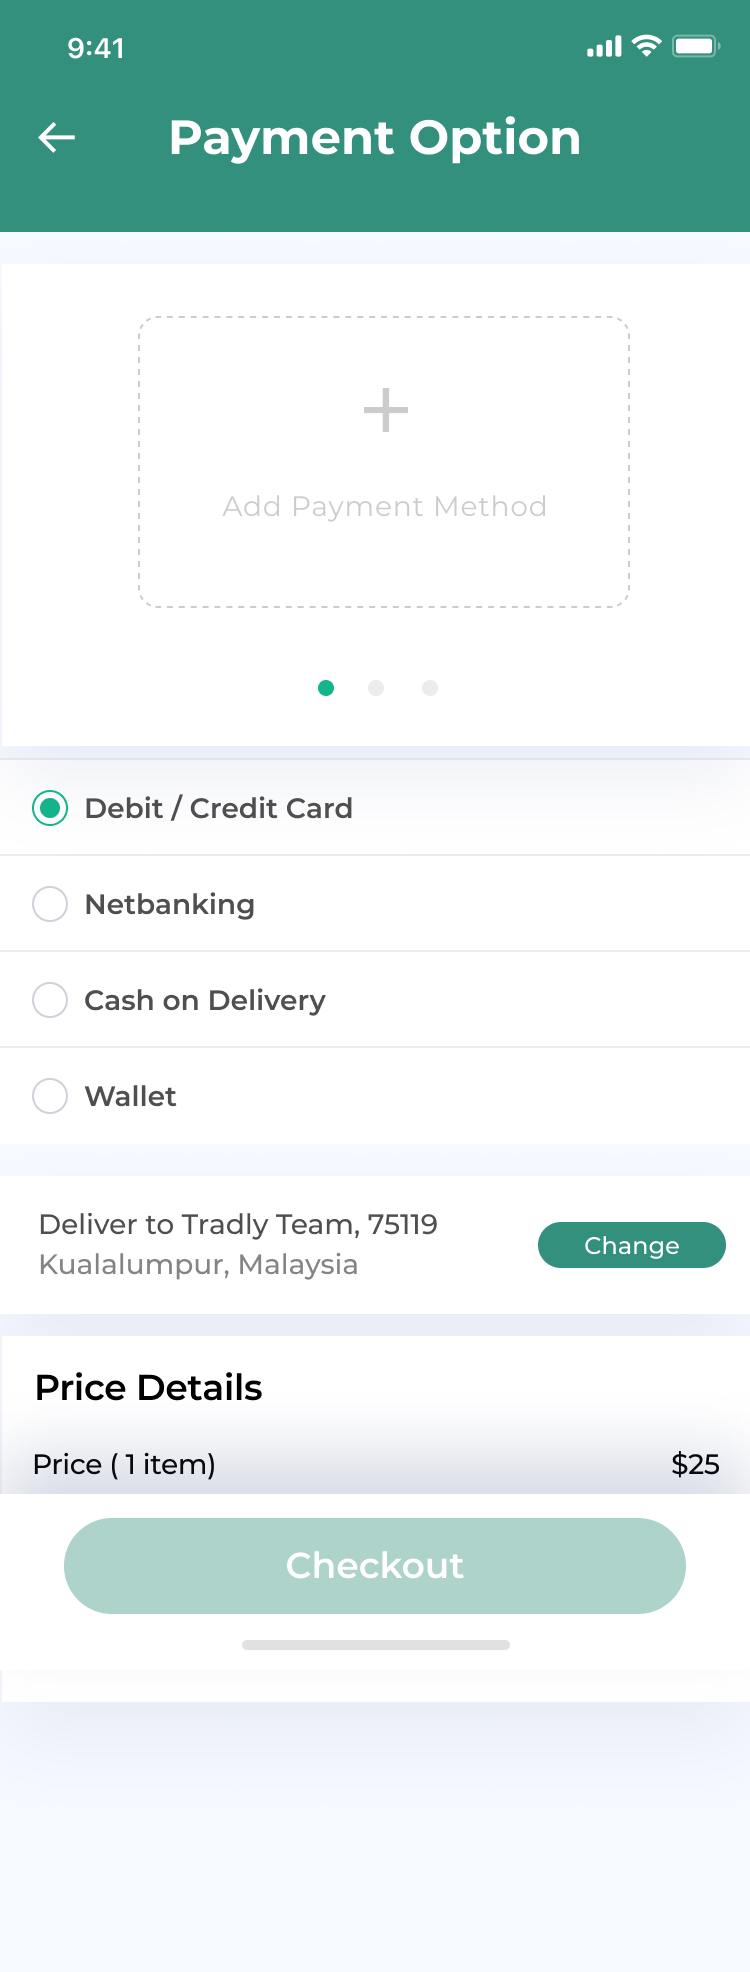 9:41
Payment Option
Add Payment Method
Debit / Credit Card
Netbanking
Cash on Delivery
Wallet
Deliver to Tradly Team, 75119
Kualalumpur, Malaysia
Change
Price Details
Price ( 1 item)
$25
Checkout